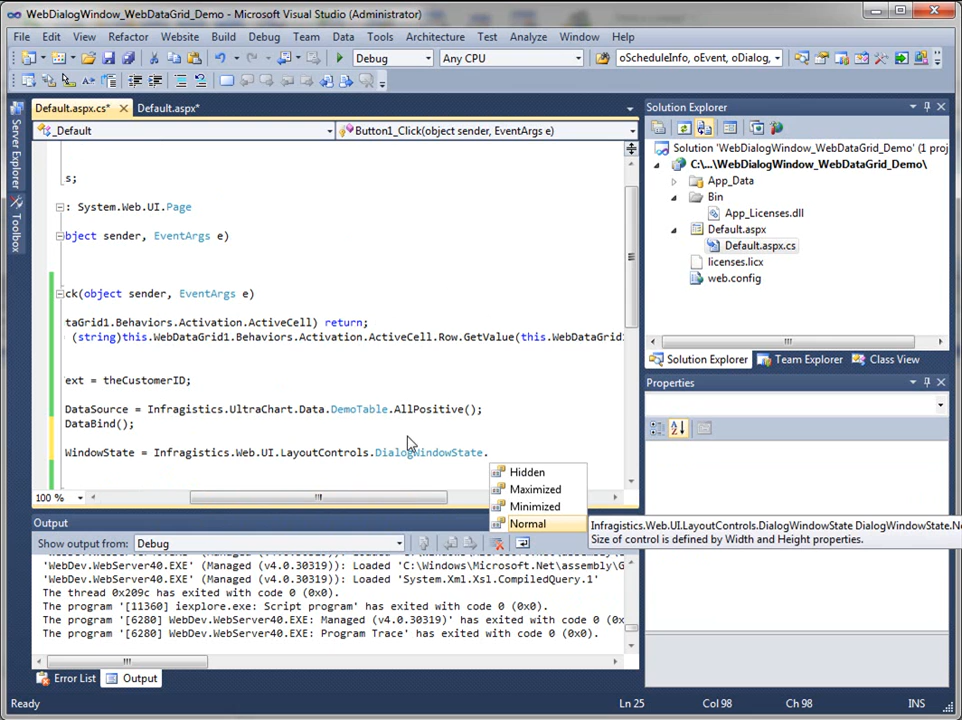 WebDialogWindow_WebDataGrid_Demo - Microsoft Visual Studio (Administrator)
File Edit View Refactor Website Build Debug Team Data Tools Architecture Test Analyze Window Help
Debug Any CPU oScheduleInfo, oEvent, oDialog,
Default.aspx.cs* Default.aspx*
_Default Button1_Click(object sender, EventArgs e)
Server Explorer
Toolbox
s;
: System.Web.UI.Page
bject sender, EventArgs e)
ck(object sender, EventArgs e)
taGrid1.Behaviors.Activation.ActiveCell) return;
(string)this.WebDataGrid1.Behaviors.Activation.ActiveCell.Row.GetValue(this.WebDataGrid1
ext = theCustomerID;
DataSource = Infragistics.UltraChart.Data.DemoTable.AllPositive();
DataBind();
WindowState = Infragistics.Web.UI.LayoutControls.DialogWindowState.
Hidden
Maximized
Minimized
Normal
Infragistics.Web.UI.LayoutControls.DialogWindowState DialogWindowState.No
Size of control is defined by Width and Height properties.
100 %
Output
Show output from: Debug
'WebDev.WebServer40.EXE' (Managed (v4.0.30319)): Loaded 'C:\Windows\Microsoft.Net\assembly\G
'WebDev.WebServer40.EXE' (Managed (v4.0.30319)): Loaded 'System.Xml.Xsl.CompiledQuery.1'
The thread 0x209c has exited with code 0 (0x0).
The program '[11360] iexplore.exe: Script program' has exited with code 0 (0x0).
The program '[6280] WebDev.WebServer40.EXE: Managed (v4.0.30319)' has exited with code 0 (0x
The program '[6280] WebDev.WebServer40.EXE: Program Trace' has exited with code 0 (0x0).
Error List Output
Solution Explorer
Solution 'WebDialogWindow_WebDataGrid_Demo' (1 proj
C:\...\WebDialogWindow_WebDataGrid_Demo\
App_Data
Bin
App_Licenses.dll
Default.aspx
Default.aspx.cs
licenses.licx
web.config
Solution Explorer Team Explorer Class View
Properties
Ready Ln 25 Col 98 Ch 98 INS